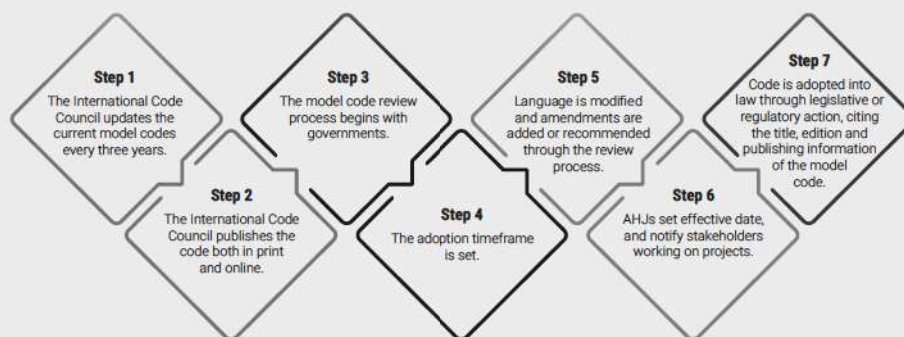 Step 1
The International Code
Council updates the
current model codes
every three years.
Step 2
The International Code
Council publishes the
code both in print
and online.
Step 3
The model code review
process begins with
governments.
Step 4
The adoption timeframe
is set.
Step 5
Language is modified
and amendments are
added or recommended
through the review
process.
Step 6
AHJs set effective date,
and notify stakeholders
working on projects.
Step 7
Code is adopted into
law through legislative or
regulatory action, citing
the title, edition and
publishing information
of the model
code.